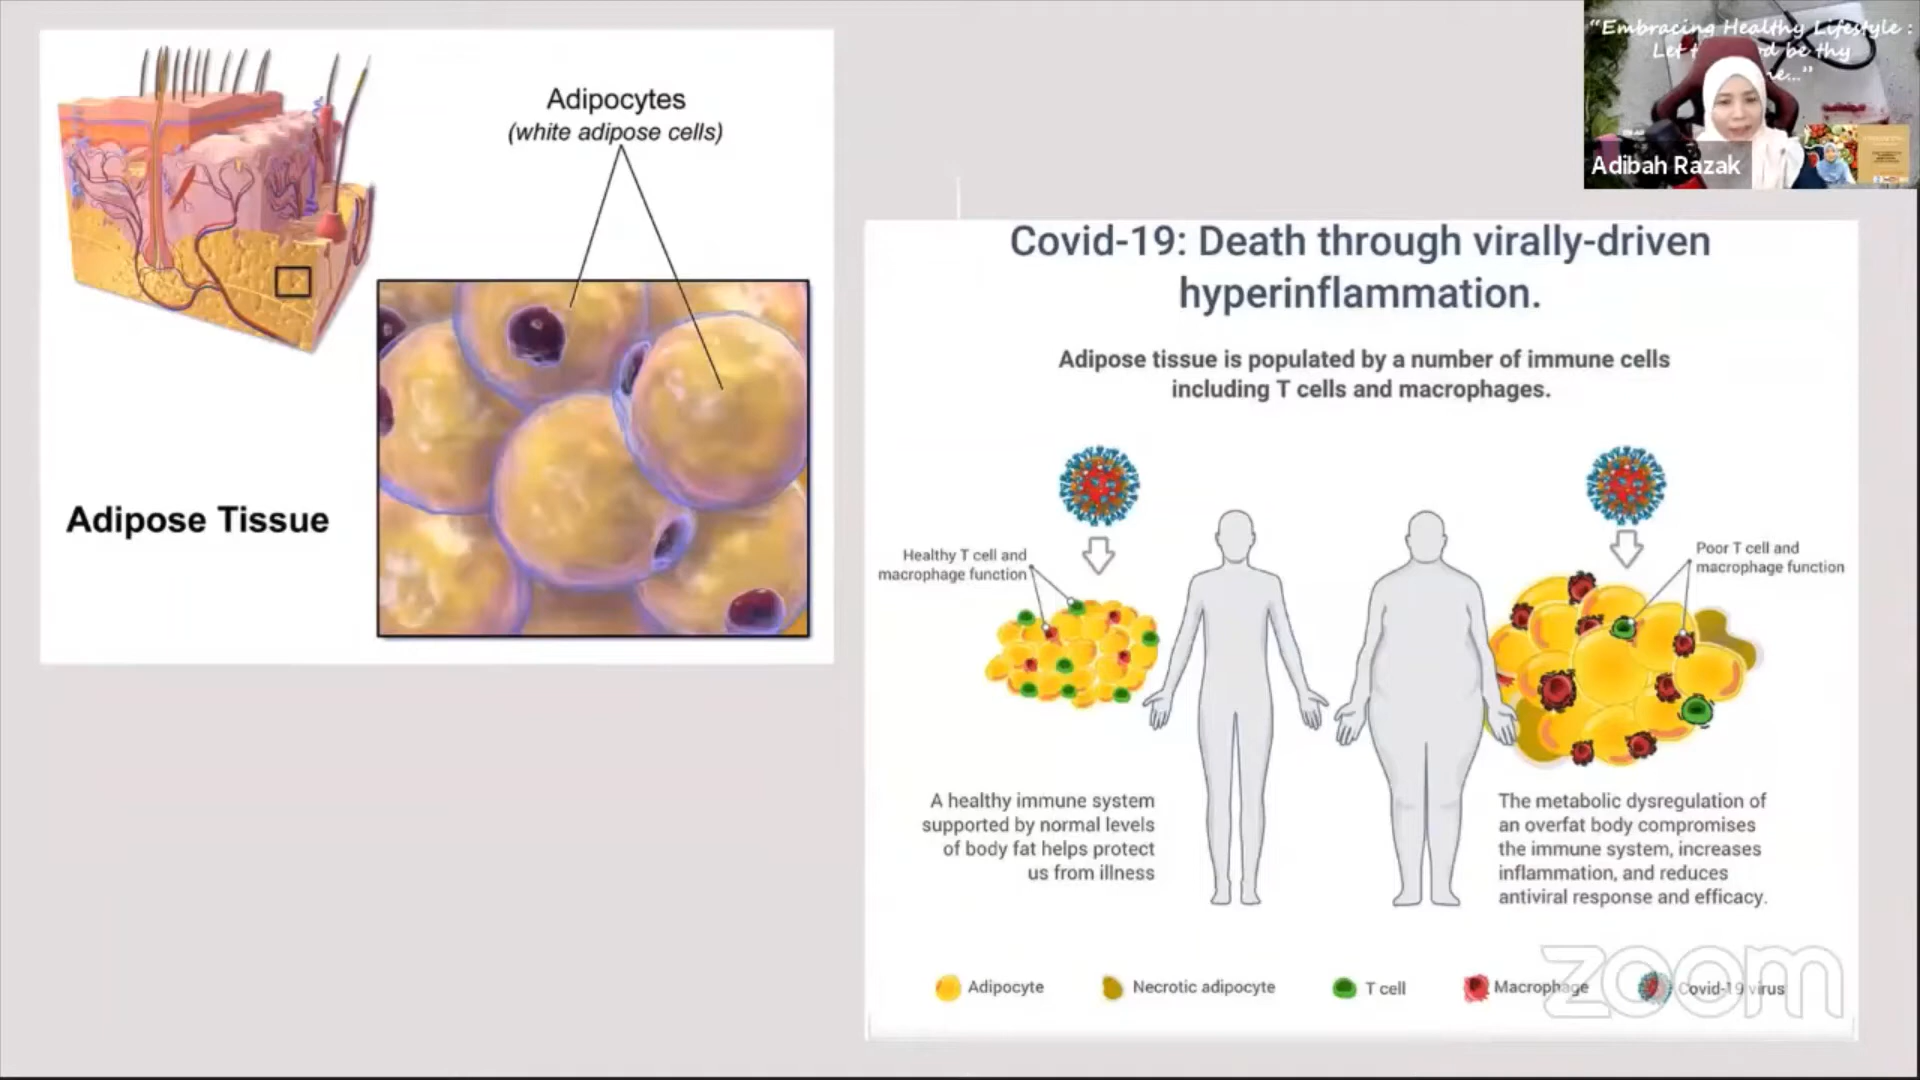 Adipocytes
(white adipose cells)
Adipose Tissue
"Embracing Healthy Lifestyle :
Let be thy
Adibah Razak
Covid-19: Death through virally-driven
hyperinflammation.
Adipose tissue is populated by a number of immune cells
including T cells and macrophages.
Healthy T cell and
macrophage function
Poor T cell and
macrophage function
A healthy immune system
supported by normal levels
of body fat helps protect
us from illness
The metabolic dysregulation of
an overfat body compromises
the immune system, increases
inflammation, and reduces
antiviral response and efficacy.
Adipocyte
Necrotic adipocyte
T cell
Macrophage
Covid-19 virus
zoom